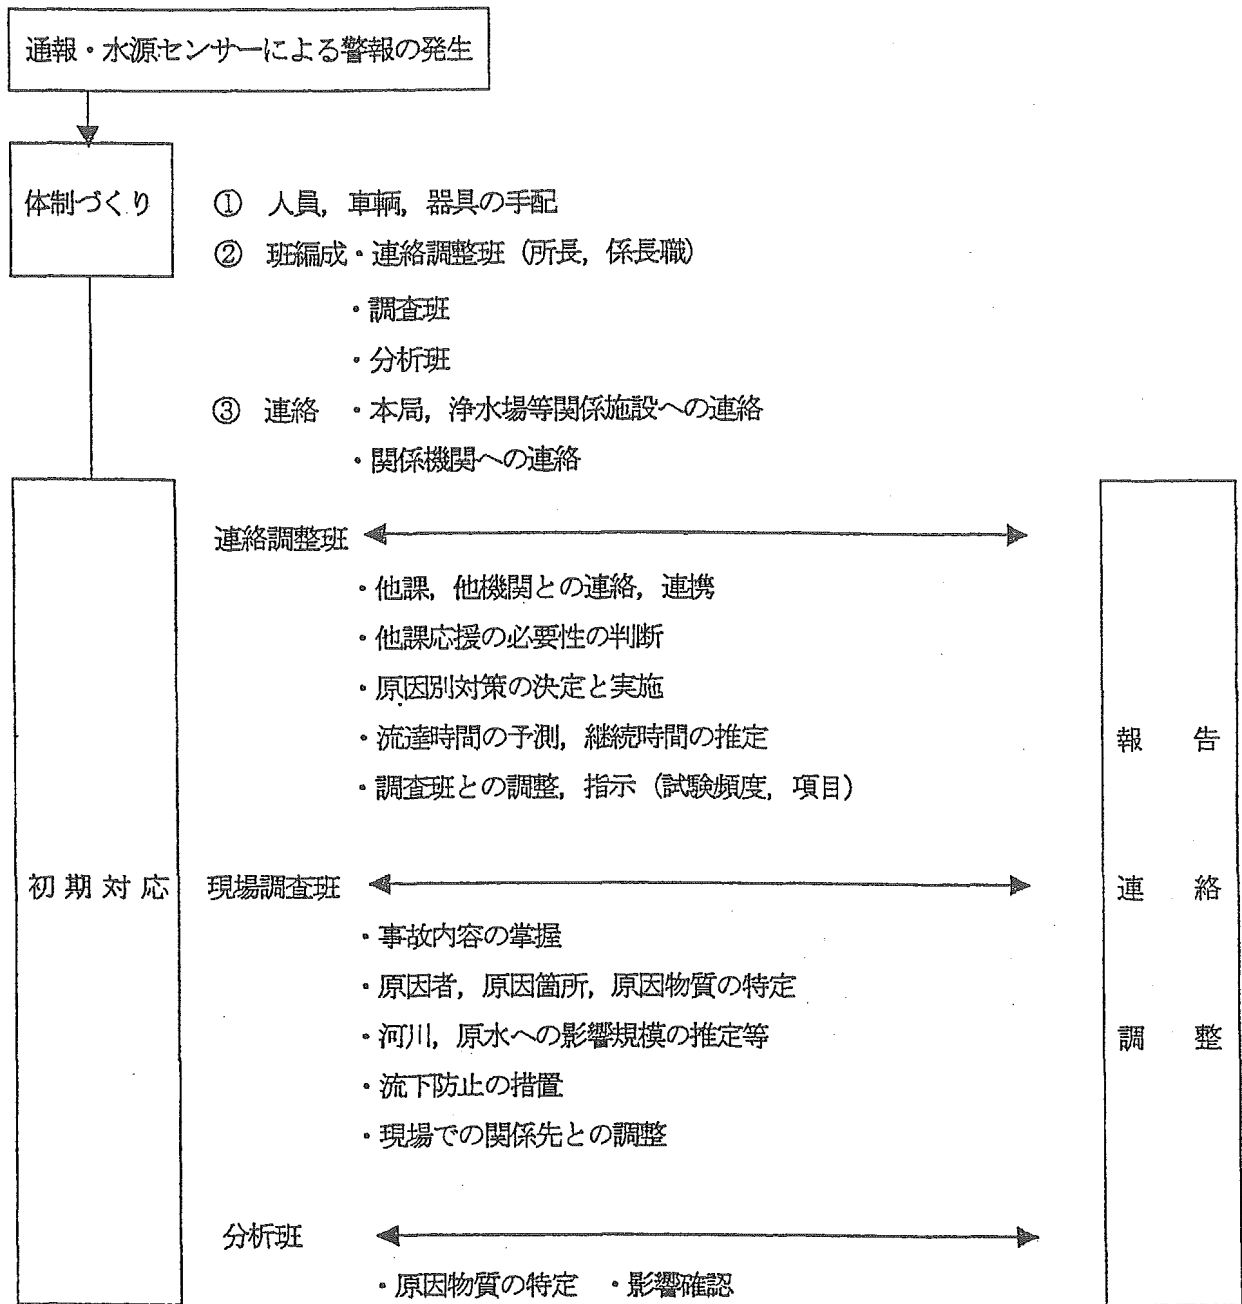 通報・水源センサーによる警報の発生
体制づくり
① 人員，車輌，器具の手配
② 班編成・連絡調整班（所長，係長職）
・調査班
・分析班
③ 連絡 ・本局，浄水場等関係施設への連絡
・関係機関への連絡
初期対応
連絡調整班
・他課，他機関との連絡，連携
・他課応援の必要性の判断
・原因別対策の決定と実施
・流達時間の予測，継続時間の推定
・調査班との調整，指示（試験頻度，項目）
現場調査班
・事故内容の掌握
・原因者，原因箇所，原因物質の特定
・河川，原水への影響規模の推定等
・流下防止の措置
・現場での関係先との調整
分析班
・原因物質の特定 ・影響確認
報 告
連 絡
調 整